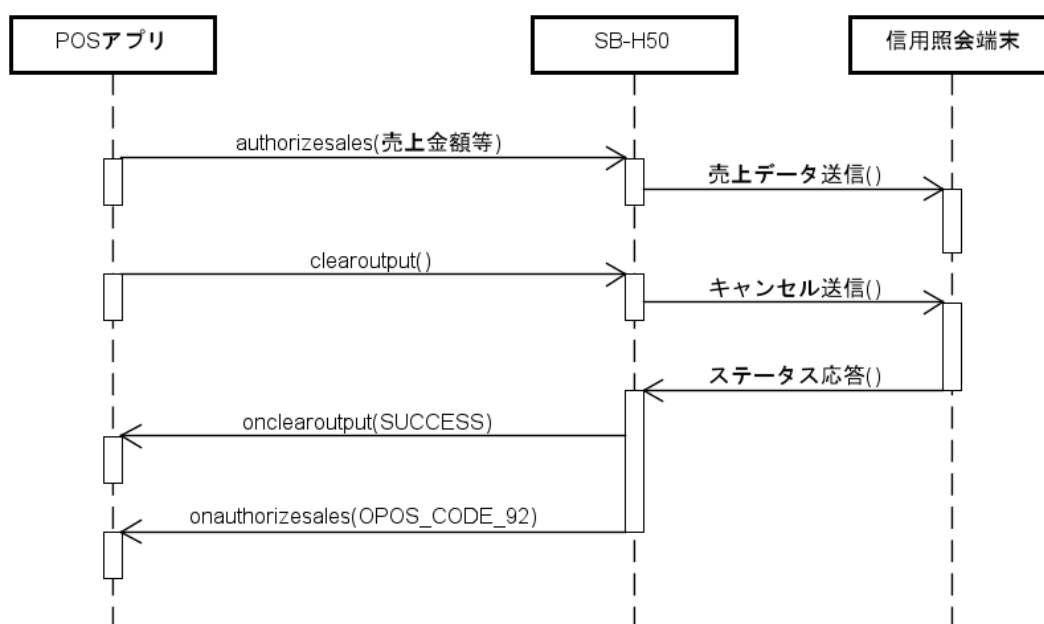 POSアプリ
SB-H50
信用照会端末
authorizesales(売上金額等)
売上データ送信()
clearoutput()
キャンセル送信()
ステータス応答()
onclearoutput(SUCCESS)
onauthorizesales(OPOS_CODE_92)